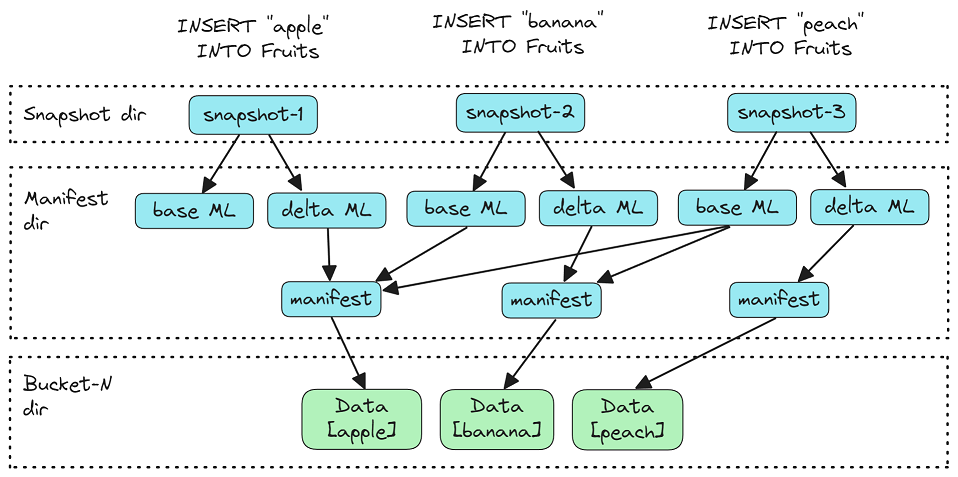 INSERT "apple"
INTO Fruits
INSERT "banana"
INTO Fruits
INSERT "peach"
INTO Fruits
Snapshot dir
snapshot-1
snapshot-2
snapshot-3
Manifest
dir
base ML
delta ML
base ML
delta ML
base ML
delta ML
manifest
manifest
manifest
Bucket-N
dir
Data
[apple]
Data
[banana]
Data
[peach]